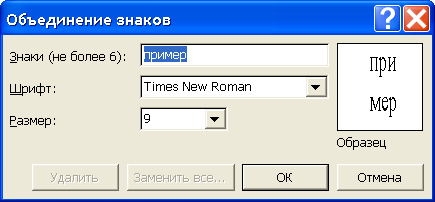 Объединение знаков
Знаки (не более 6): пример
Шрифт: Times New Roman
Размер: 9
при
мер
Образец
Удалить Заменить все... ОК Отмена